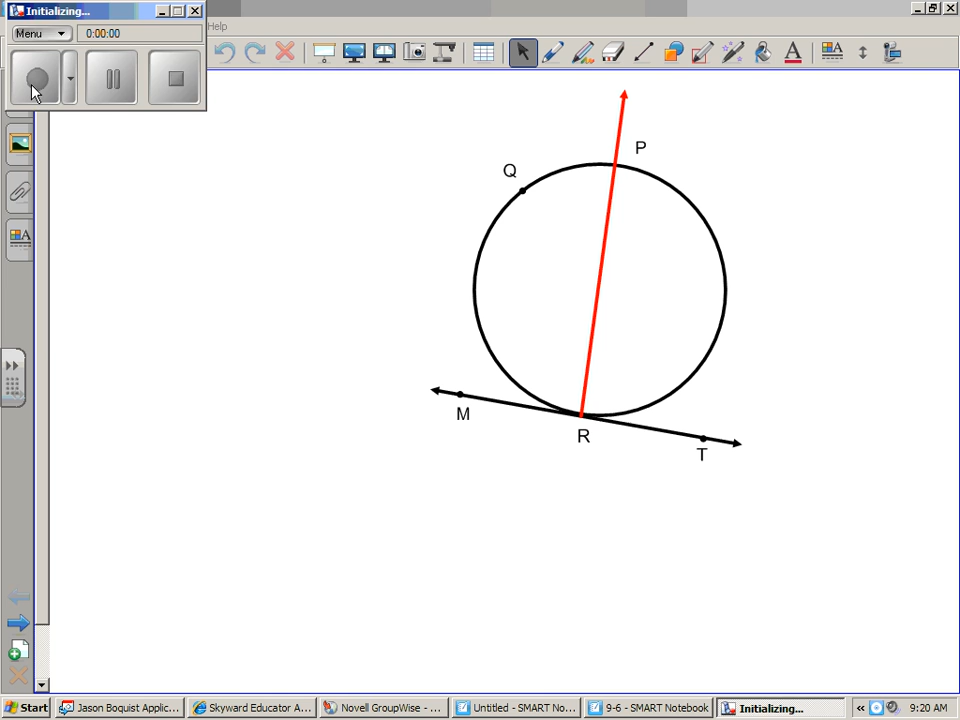 Initializing...
Menu
0:00:00
Help
P
Q
M
R
T
Start
Jason Boquist Applic...
Skyward Educator A...
Novell GroupWise - ...
Untitled - SMART No...
9-6 - SMART Notebook
Initializing...
9:20 AM